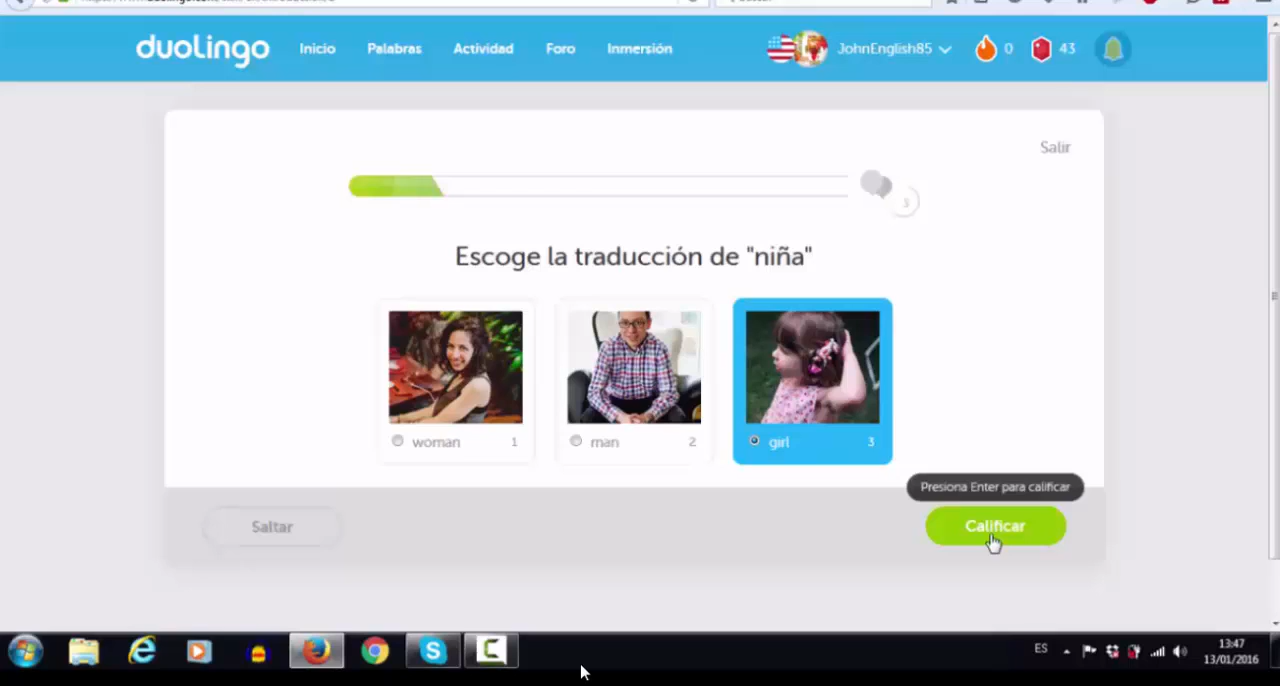 duolingo Inicio Palabras Actividad Foro Inmersión JohnEnglish85 0 43
Salir
3
Escoge la traducción de "niña"
woman 1 man 2 girl 3
Presiona Enter para calificar
Saltar Calificar
ES 13:47
13/01/2016